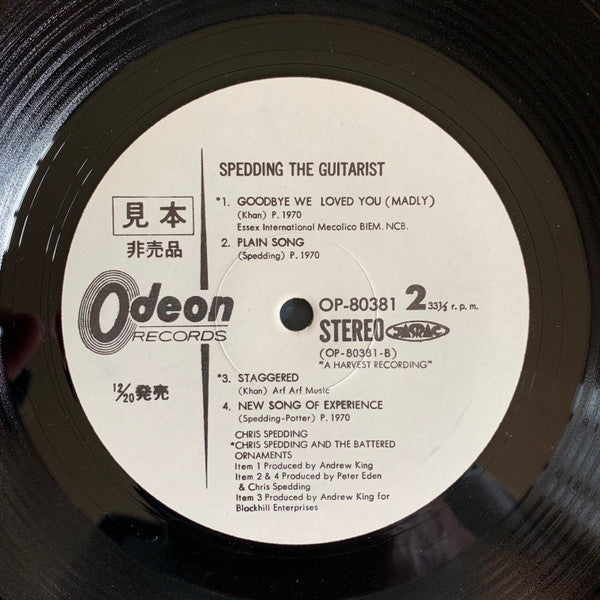 SPEDDING THE GUITARIST
*1. GOODBYE WE LOVED YOU (MADLY)
(Khan) P. 1970
Essex International Mecolico BIEM. NCB.
2. PLAIN SONG
(Spedding) P. 1970
見本
非売品
Odeon
RECORDS
12/20 発売
OP-80381 2 33⅓ r.p.m.
STEREO JASRAC
(OP-80381-B)
"A HARVEST RECORDING"
*3. STAGGERED
(Khan) Arf Arf Music
4. NEW SONG OF EXPERIENCE
(Spedding-Potter) P. 1970
CHRIS SPEDDING
*CHRIS SPEDDING AND THE BATTERED
ORNAMENTS
Item 1 Produced by Andrew King
Item 2 & 4 Produced by Peter Eden
& Chris Spedding
Item 3 Produced by Andrew King for
Blackhill Enterprises